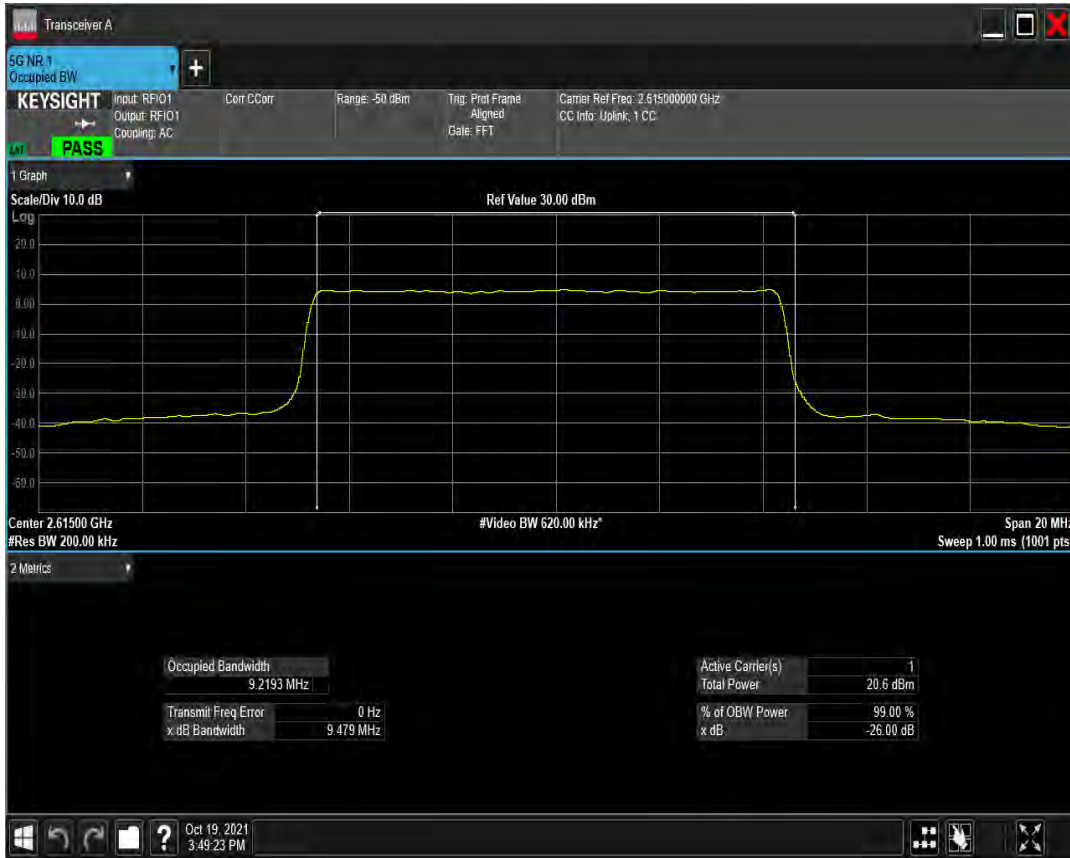 Transceiver A
5G NR 1
Occupied BW
+
KEYSIGHT
PASS
Input: RFIO1
Output: RFIO1
Coupling: AC
Corr CCorr
Range: -50 dBm
Trig: Prot Frame
Aligned
Gate: FFT
Carrier Ref Freq: 2.615000000 GHz
CC Info: Uplink, 1 CC
1 Graph
Scale/Div 10.0 dB
Ref Value 30.00 dBm
Log
20.0
10.0
0.00
-10.0
-20.0
-30.0
-40.0
-50.0
-60.0
Center 2.61500 GHz
#Video BW 620.00 kHz*
Span 20 MHz
#Res BW 200.00 kHz
Sweep 1.00 ms (1001 pts
2 Metrics
Occupied Bandwidth
9.2193 MHz
Transmit Freq Error 0 Hz
x dB Bandwidth 9.479 MHz
Active Carrier(s) 1
Total Power 20.6 dBm
% of OBW Power 99.00 %
x dB -26.00 dB
?
Oct 19, 2021
3:49:23 PM